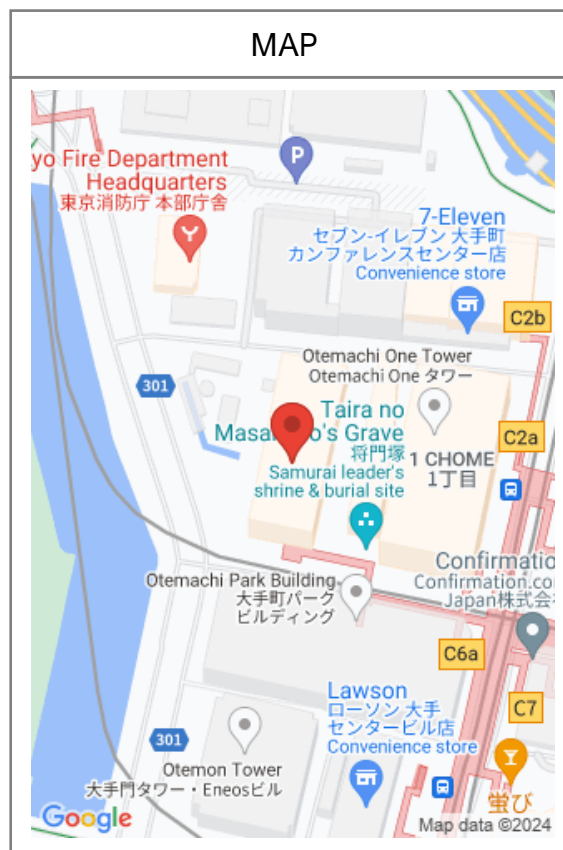 MAP
yo Fire Department
Headquarters
東京消防庁 本部庁舎
P
7-Eleven
セブン-イレブン 大手町
カンファレンスセンター店
Convenience store
C2b
Otemachi One Tower
Otemachi One タワー
301
Taira no
Masa o's Grave
将門塚
Samurai leader's
shrine & burial site
C2a
1 CHOME
1丁目
Confirmatio
Confirmation.co
Japan株式会
Otemachi Park Building
大手町パーク
ビルディング
C6a
C7
Lawson
ローソン 大手
センタービル店
Convenience store
301
Otemon Tower
大手門タワー・Eneosビル
蛍び
Google
Map data ©2024